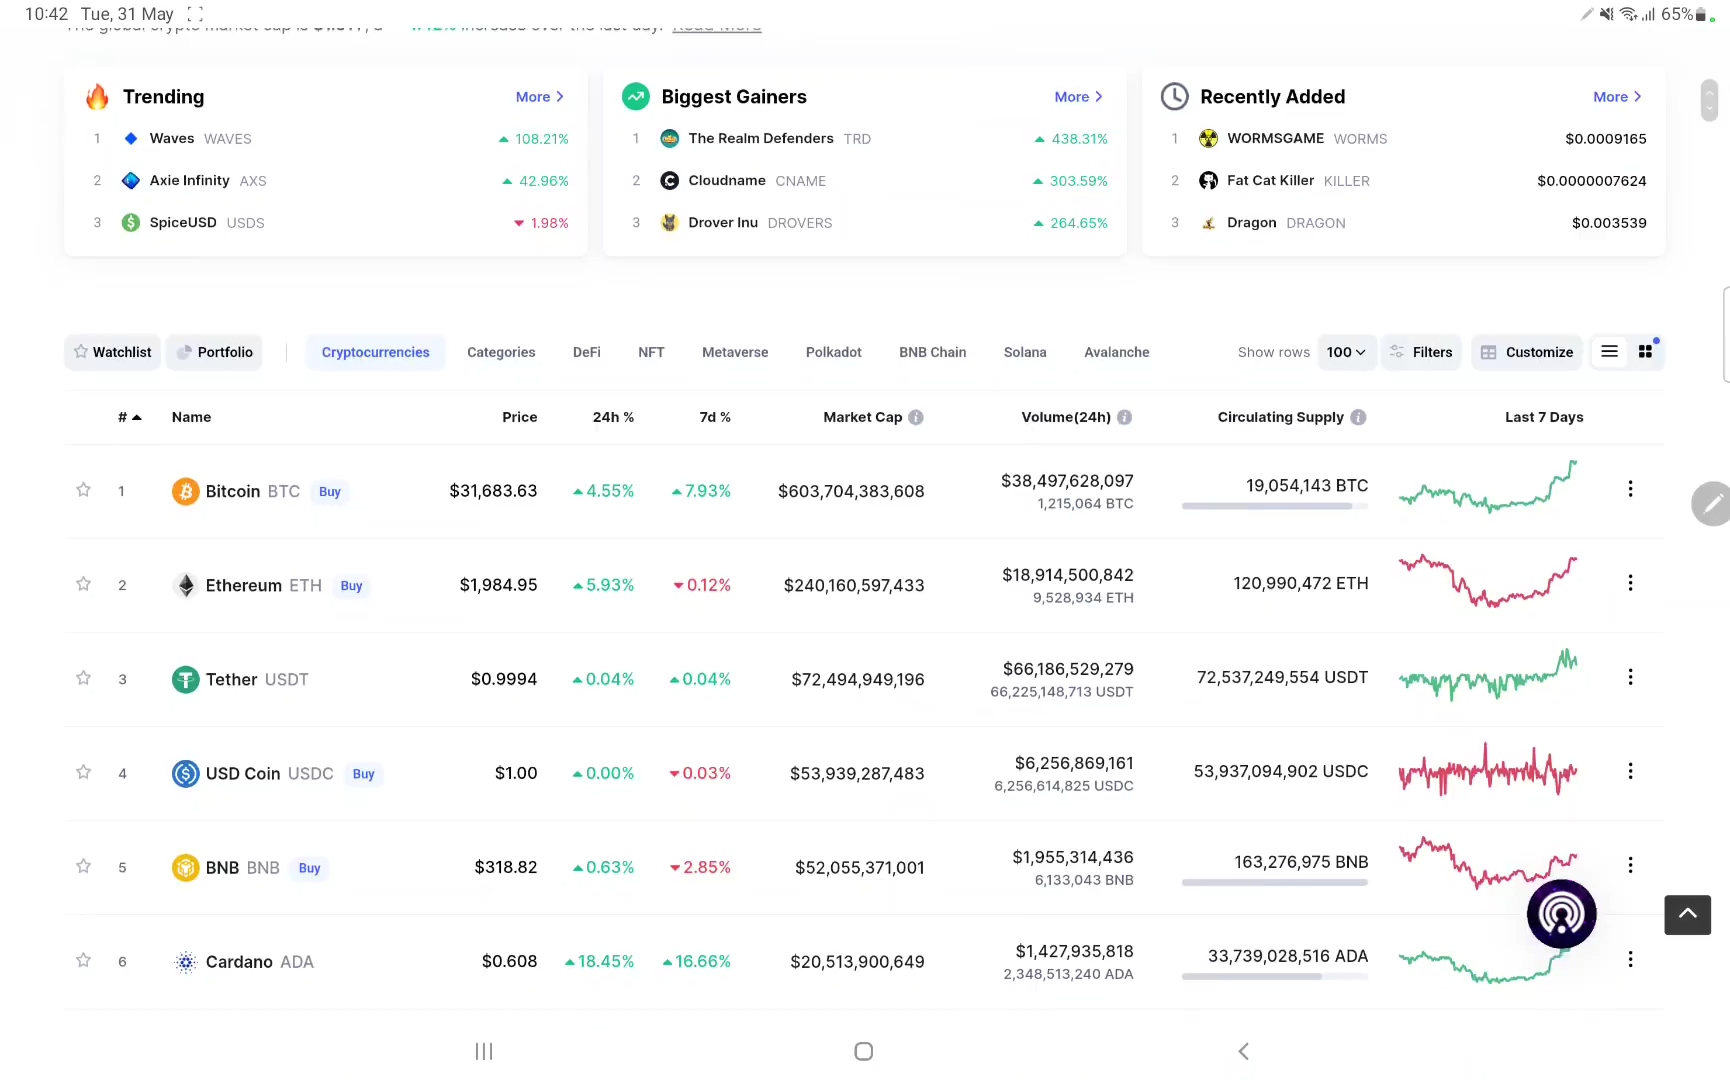 10:42 Tue, 31 May
65%
Read More
Trending More
1 Waves WAVES 108.21%
2 Axie Infinity AXS 42.96%
3 SpiceUSD USDS 1.98%
Biggest Gainers More
1 The Realm Defenders TRD 438.31%
2 Cloudname CNAME 303.59%
3 Drover Inu DROVERS 264.65%
Recently Added More
1 WORMSGAME WORMS $0.0009165
2 Fat Cat Killer KILLER $0.0000007624
3 Dragon DRAGON $0.003539
Watchlist Portfolio Cryptocurrencies Categories DeFi NFT Metaverse Polkadot BNB Chain Solana Avalanche Show rows 100 Filters Customize
# Name Price 24h % 7d % Market Cap Volume(24h) Circulating Supply Last 7 Days
1 Bitcoin BTC Buy $31,683.63 4.55% 7.93% $603,704,383,608 $38,497,628,097 19,054,143 BTC
1,215,064 BTC
2 Ethereum ETH Buy $1,984.95 5.93% 0.12% $240,160,597,433 $18,914,500,842 120,990,472 ETH
9,528,934 ETH
3 Tether USDT $0.9994 0.04% 0.04% $72,494,949,196 $66,186,529,279 72,537,249,554 USDT
66,225,148,713 USDT
4 USD Coin USDC Buy $1.00 0.00% 0.03% $53,939,287,483 $6,256,869,161 53,937,094,902 USDC
6,256,614,825 USDC
5 BNB BNB Buy $318.82 0.63% 2.85% $52,055,371,001 $1,955,314,436 163,276,975 BNB
6,133,043 BNB
6 Cardano ADA $0.608 18.45% 16.66% $20,513,900,649 $1,427,935,818 33,739,028,516 ADA
2,348,513,240 ADA